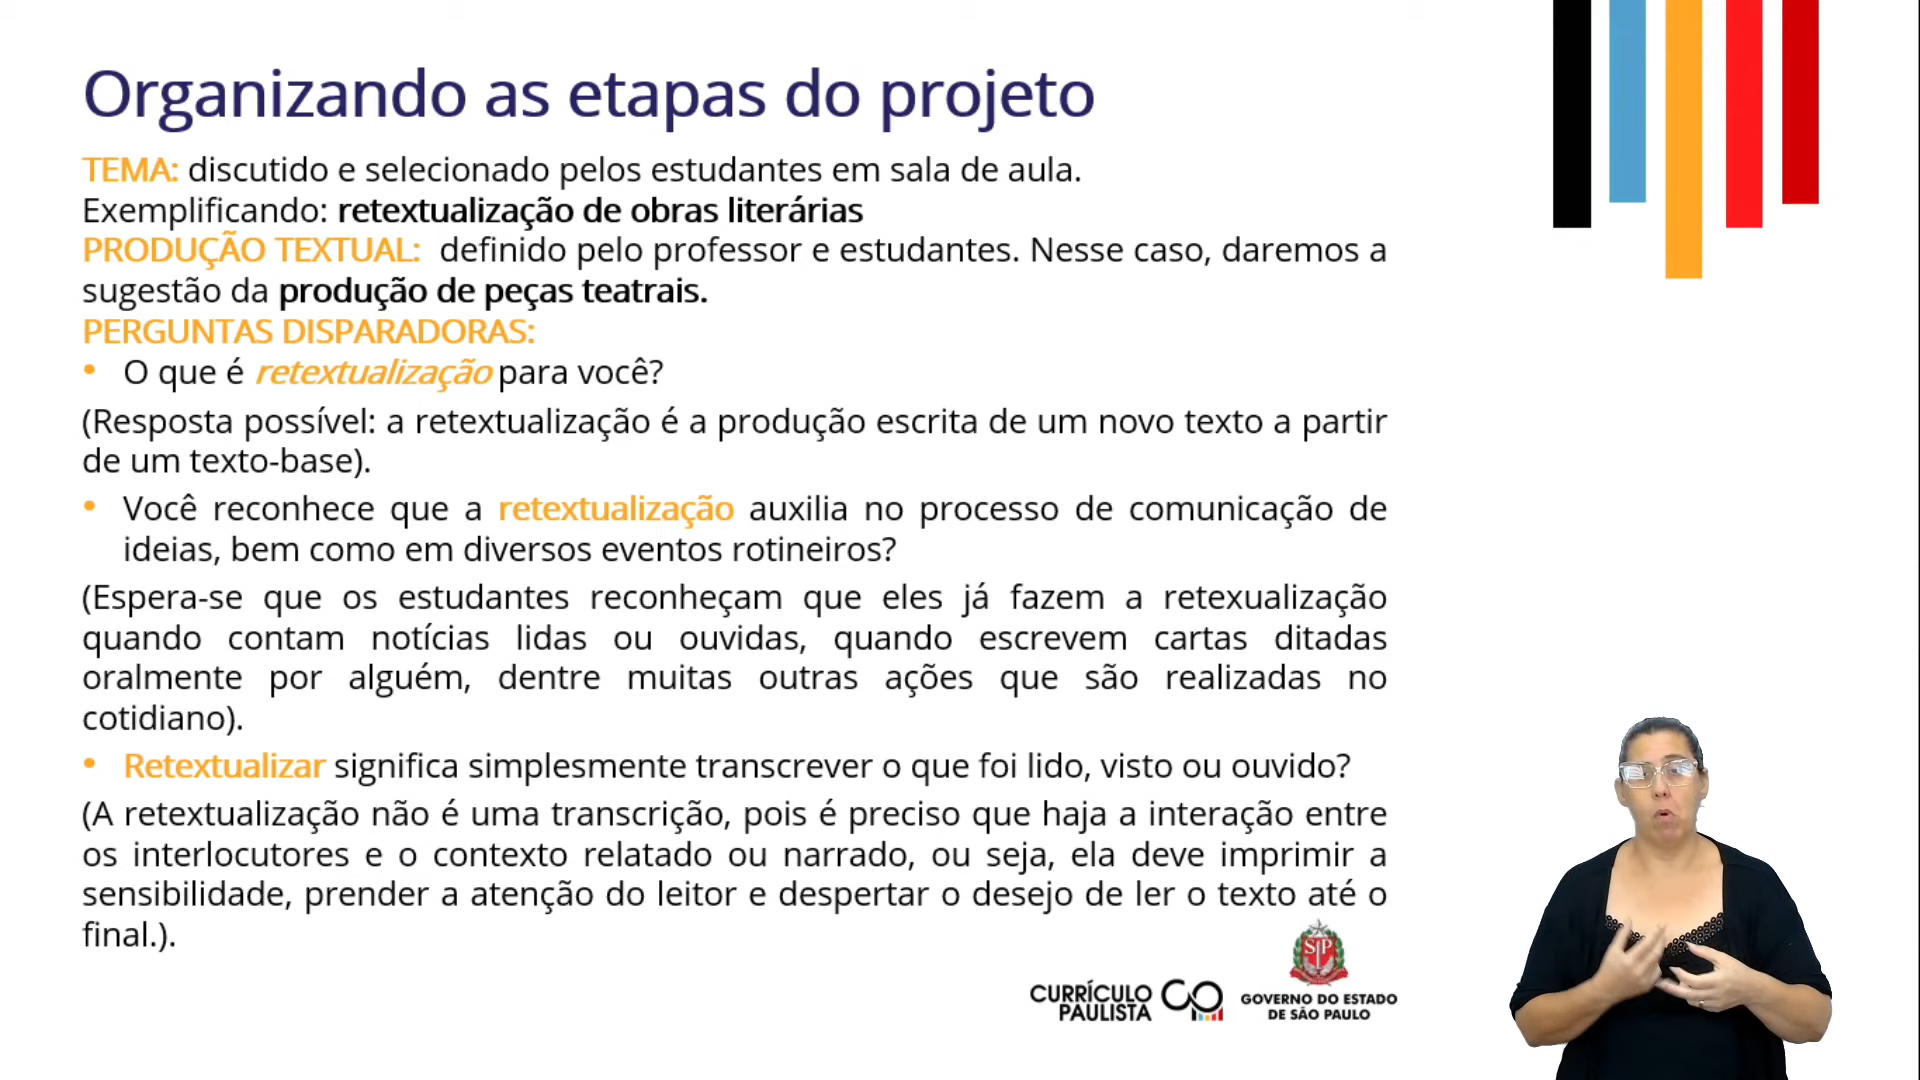 Organizando as etapas do projeto
TEMA: discutido e selecionado pelos estudantes em sala de aula.
Exemplificando: retextualização de obras literárias
PRODUÇÃO TEXTUAL: definido pelo professor e estudantes. Nesse caso, daremos a
sugestão da produção de peças teatrais.
PERGUNTAS DISPARADORAS:
• O que é retextualização para você?
(Resposta possível: a retextualização é a produção escrita de um novo texto a partir
de um texto-base).
• Você reconhece que a retextualização auxilia no processo de comunicação de
ideias, bem como em diversos eventos rotineiros?
(Espera-se que os estudantes reconheçam que eles já fazem a retexualização
quando contam notícias lidas ou ouvidas, quando escrevem cartas ditadas
oralmente por alguém, dentre muitas outras ações que são realizadas no
cotidiano).
• Retextualizar significa simplesmente transcrever o que foi lido, visto ou ouvido?
(A retextualização não é uma transcrição, pois é preciso que haja a interação entre
os interlocutores e o contexto relatado ou narrado, ou seja, ela deve imprimir a
sensibilidade, prender a atenção do leitor e despertar o desejo de ler o texto até o
final.).
CURRÍCULO
PAULISTA
SP
GOVERNO DO ESTADO
DE SÃO PAULO